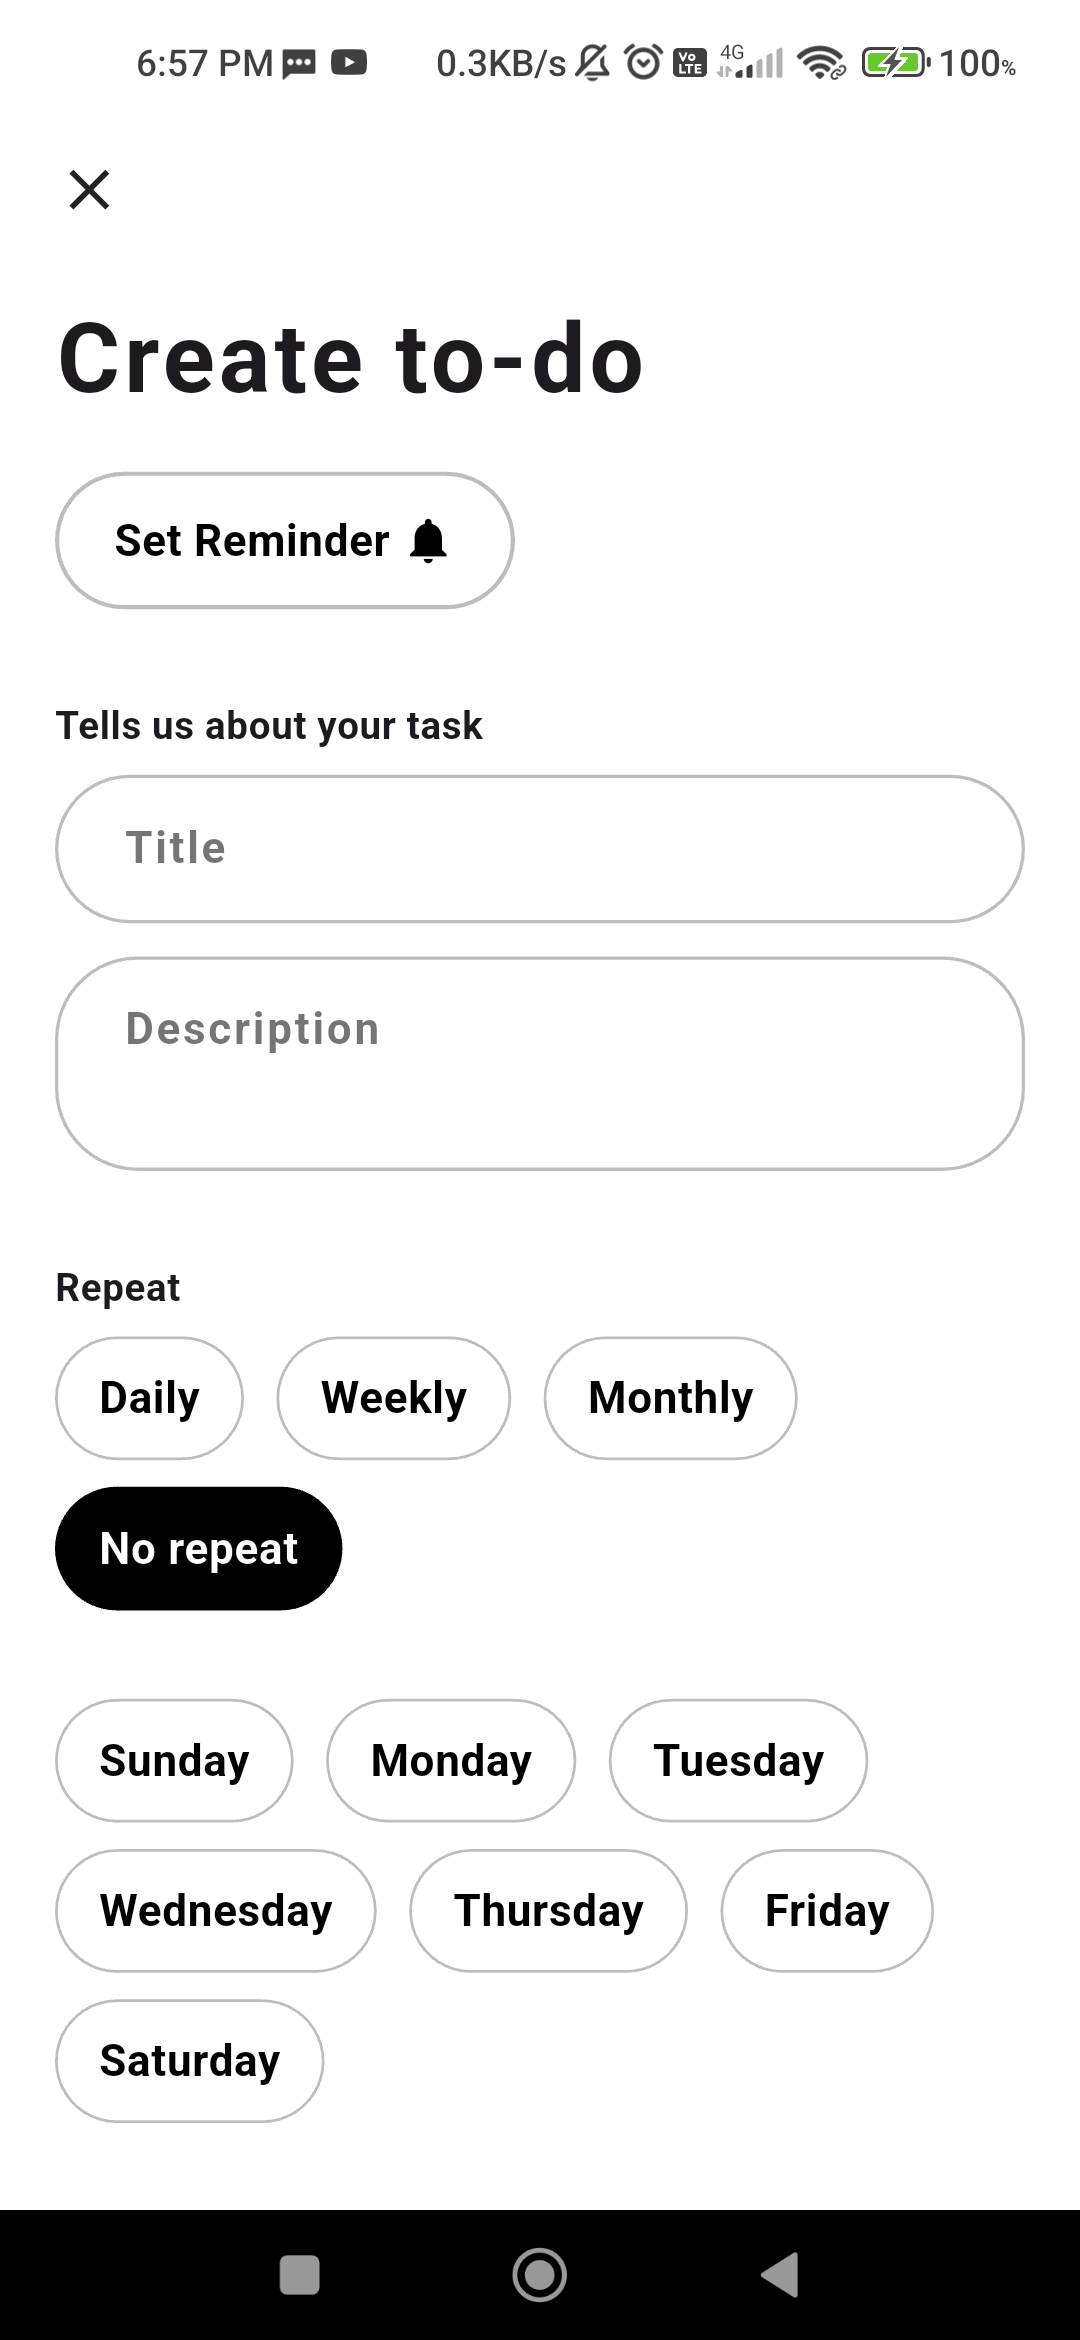 6:57 PM 0.3KB/s Vo LTE 4G 100%
Create to-do
Set Reminder
Tells us about your task
Title
Description
Repeat
Daily Weekly Monthly
No repeat
Sunday Monday Tuesday
Wednesday Thursday Friday
Saturday